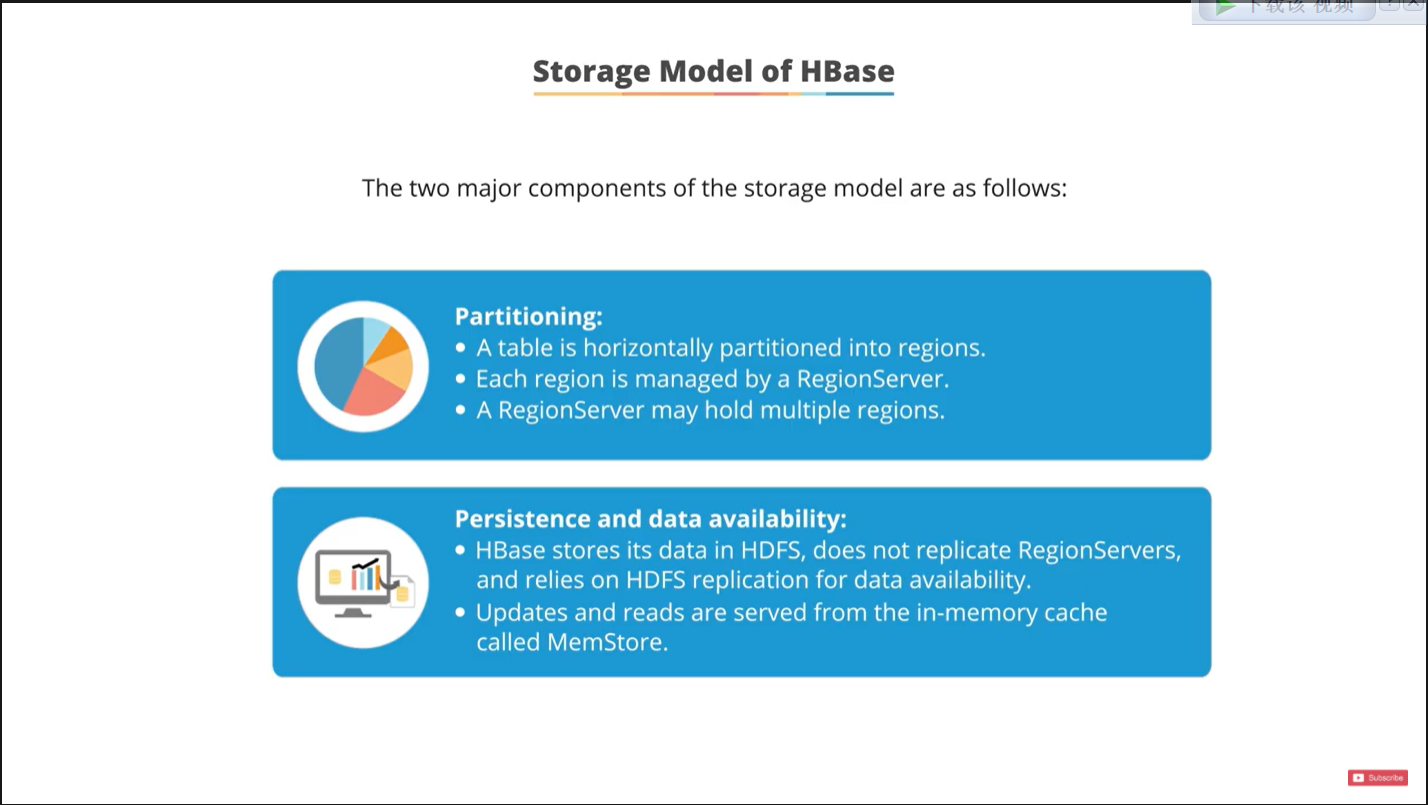 下载该 视频
Storage Model of HBase
The two major components of the storage model are as follows:
Partitioning:
• A table is horizontally partitioned into regions.
• Each region is managed by a RegionServer.
• A RegionServer may hold multiple regions.
Persistence and data availability:
• HBase stores its data in HDFS, does not replicate RegionServers,
and relies on HDFS replication for data availability.
• Updates and reads are served from the in-memory cache
called MemStore.
Subscribe